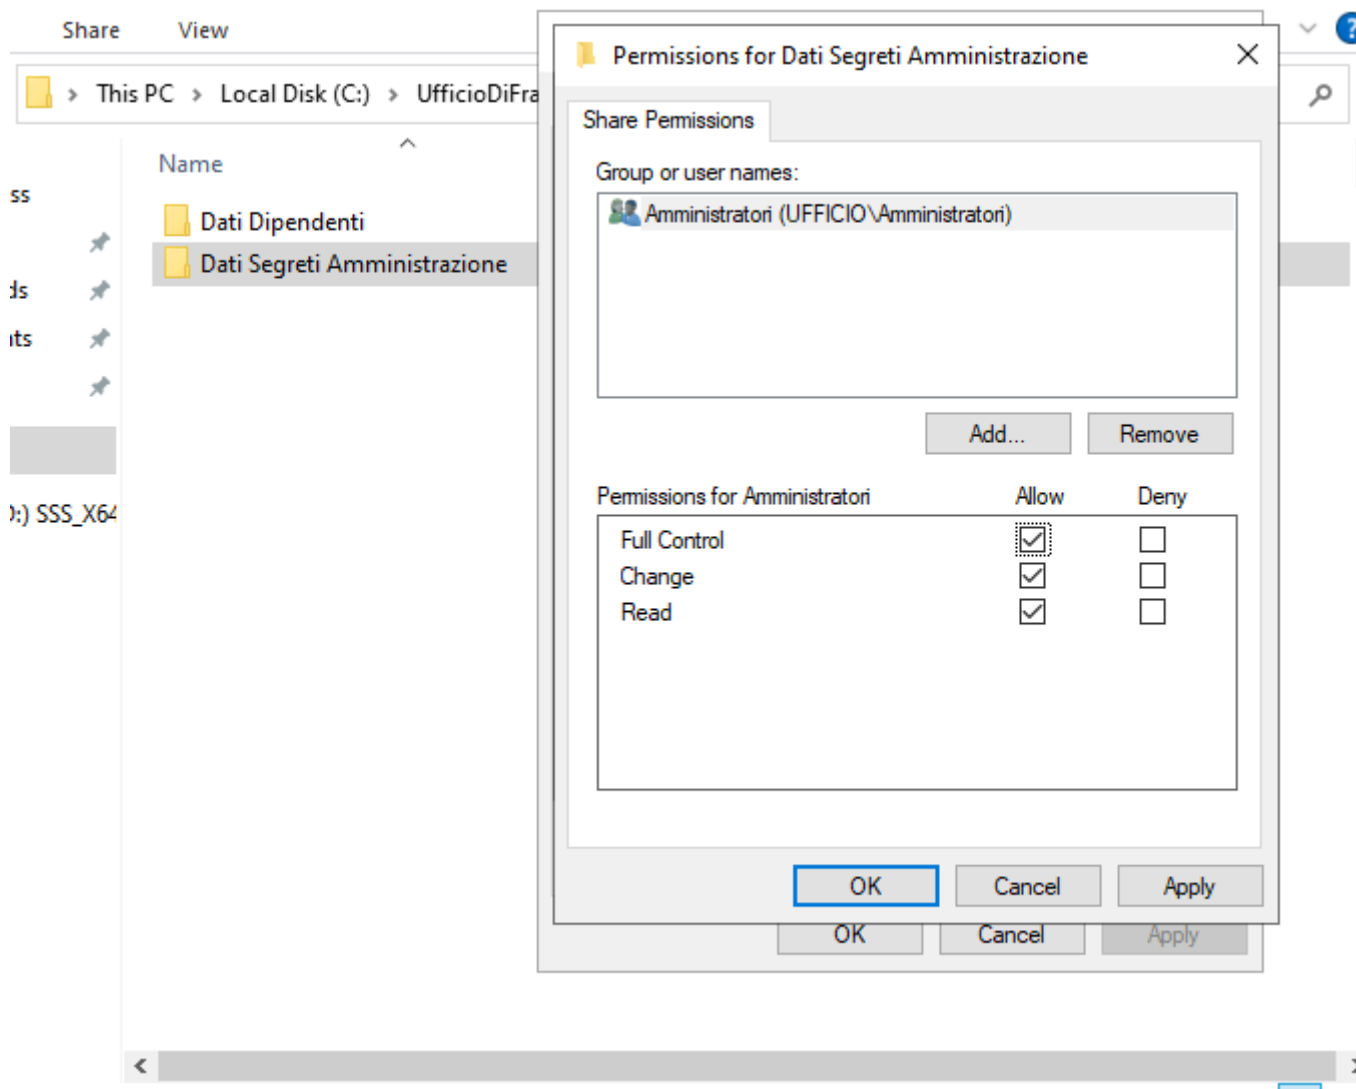 Share View
Permissions for Dati Segreti Amministrazione
This PC > Local Disk (C:) > UfficioDiFra
Share Permissions
Name
Group or user names:
ss
Amministratori (UFFICIO\Amministratori)
Dati Dipendenti
Dati Segreti Amministrazione
ds
nts
Add...
Remove
Permissions for Amministratori
Allow
Deny
:) SSS_X64
Full Control
Change
Read
OK
Cancel
Apply
OK
Cancel
Apply